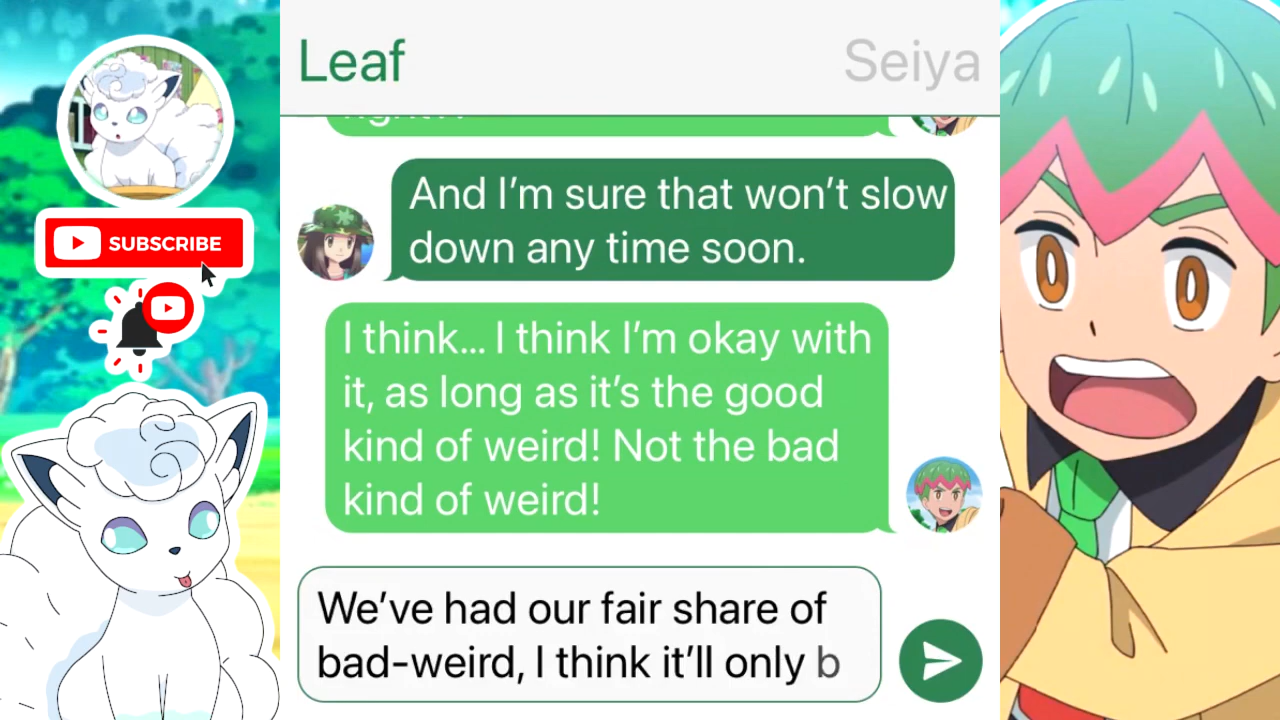 Leaf
Seiya
And I’m sure that won’t slow
down any time soon.
I think... I think I’m okay with
it, as long as it’s the good
kind of weird! Not the bad
kind of weird!
We’ve had our fair share of
bad-weird, I think it’ll only b
SUBSCRIBE